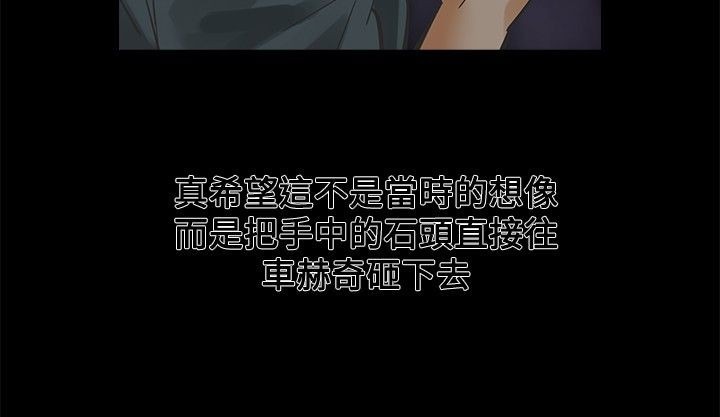 真希望這不是當時的想像
而是把手中的石頭直接往
車赫奇砸下去